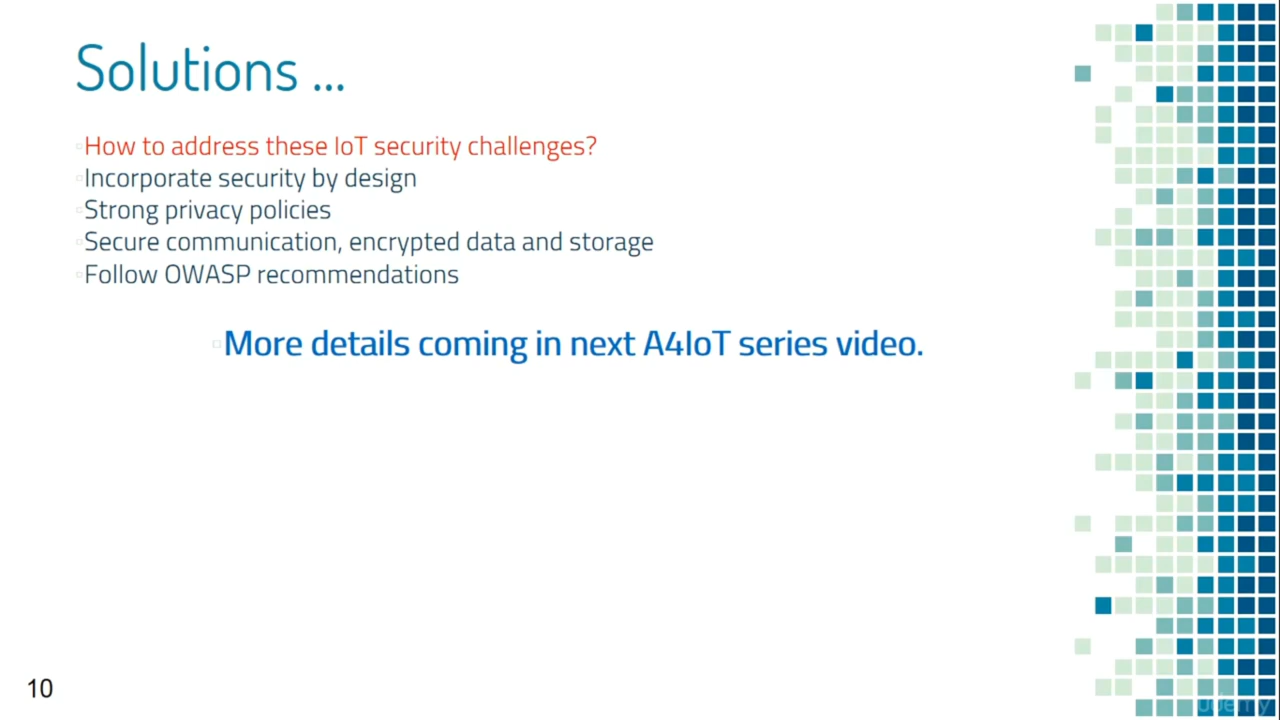 Solutions ...
How to address these IoT security challenges?
Incorporate security by design
Strong privacy policies
Secure communication, encrypted data and storage
Follow OWASP recommendations
More details coming in next A4IoT series video.
10
udemy